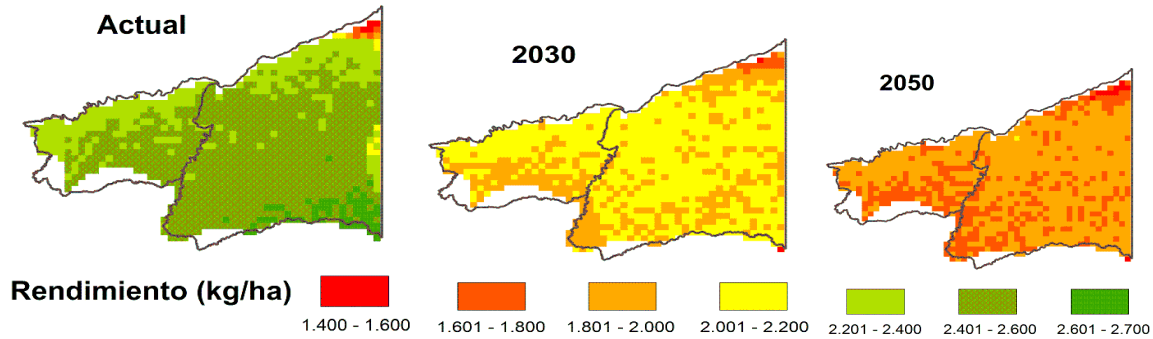 Actual
2030
2050
Rendimiento (kg/ha)
1.400 - 1.600
1.601 - 1.800
1.801 - 2.000
2.001 - 2.200
2.201 - 2.400
2.401 - 2.600
2.601 - 2.700